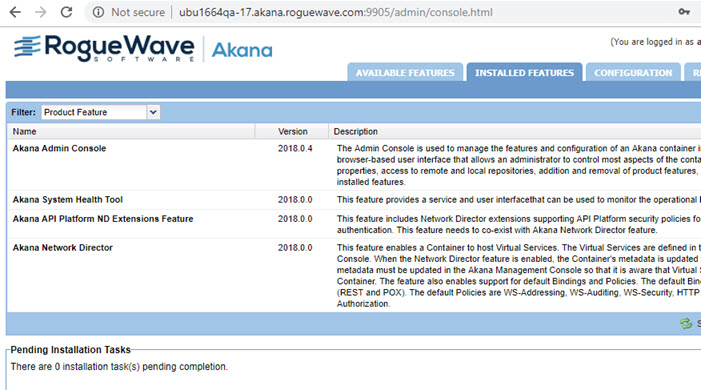 Not secure | ubu1664qa-17.akana.roguewave.com:9905/admin/console.html
RogueWave
SOFTWARE
Akana
(You are logged in as a
AVAILABLE FEATURES INSTALLED FEATURES CONFIGURATION R
Filter: Product Feature
Name Version Description
Akana Admin Console 2018.0.4 The Admin Console is used to manage the features and configuration of an Akana container i
browser-based user interface that allows an administrator to control most aspects of the conta
properties, access to remote and local repositories, addition and removal of product features,
installed features.
Akana System Health Tool 2018.0.0 This feature provides a service and user interfacethat can be used to monitor the operational
Akana API Platform ND Extensions Feature 2018.0.0 This feature includes Network Director extensions supporting API Platform security policies fo
authentication. This feature needs to co-exist with Akana Network Director feature.
Akana Network Director 2018.0.0 This feature enables a Container to host Virtual Services. The Virtual Services are defined in t
Console. When the Network Director feature is enabled, the Container's metadata is updated
metadata must be updated in the Akana Management Console so that it is aware that Virtual S
Container. The feature also enables support for default Bindings and Policies. The default Bin
(REST and POX). The default Policies are WS-Addressing, WS-Auditing, WS-Security, HTTP
Authorization.
S
Pending Installation Tasks
There are 0 installation task(s) pending completion.